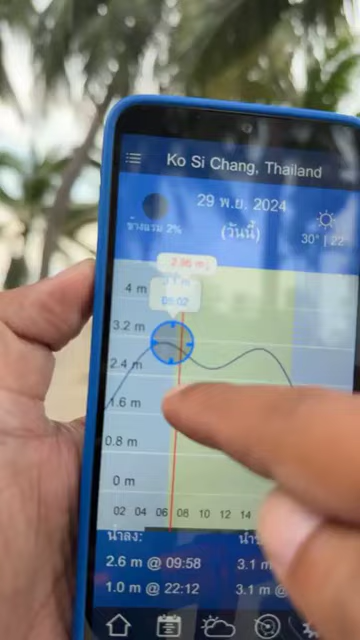 Ko Si Chang, Thailand
29 พ.ย. 2024
ข้างแรม 2%
(วันนี้)
30° | 22°
2.96 m
3.1 m
06:02
4 m
3.2 m
2.4 m
1.6 m
0.8 m
0 m
02 04 06 08 10 12 14
น้ำลง:
2.6 m @ 09:58
3.1 m
1.0 m @ 22:12
3.1 m @